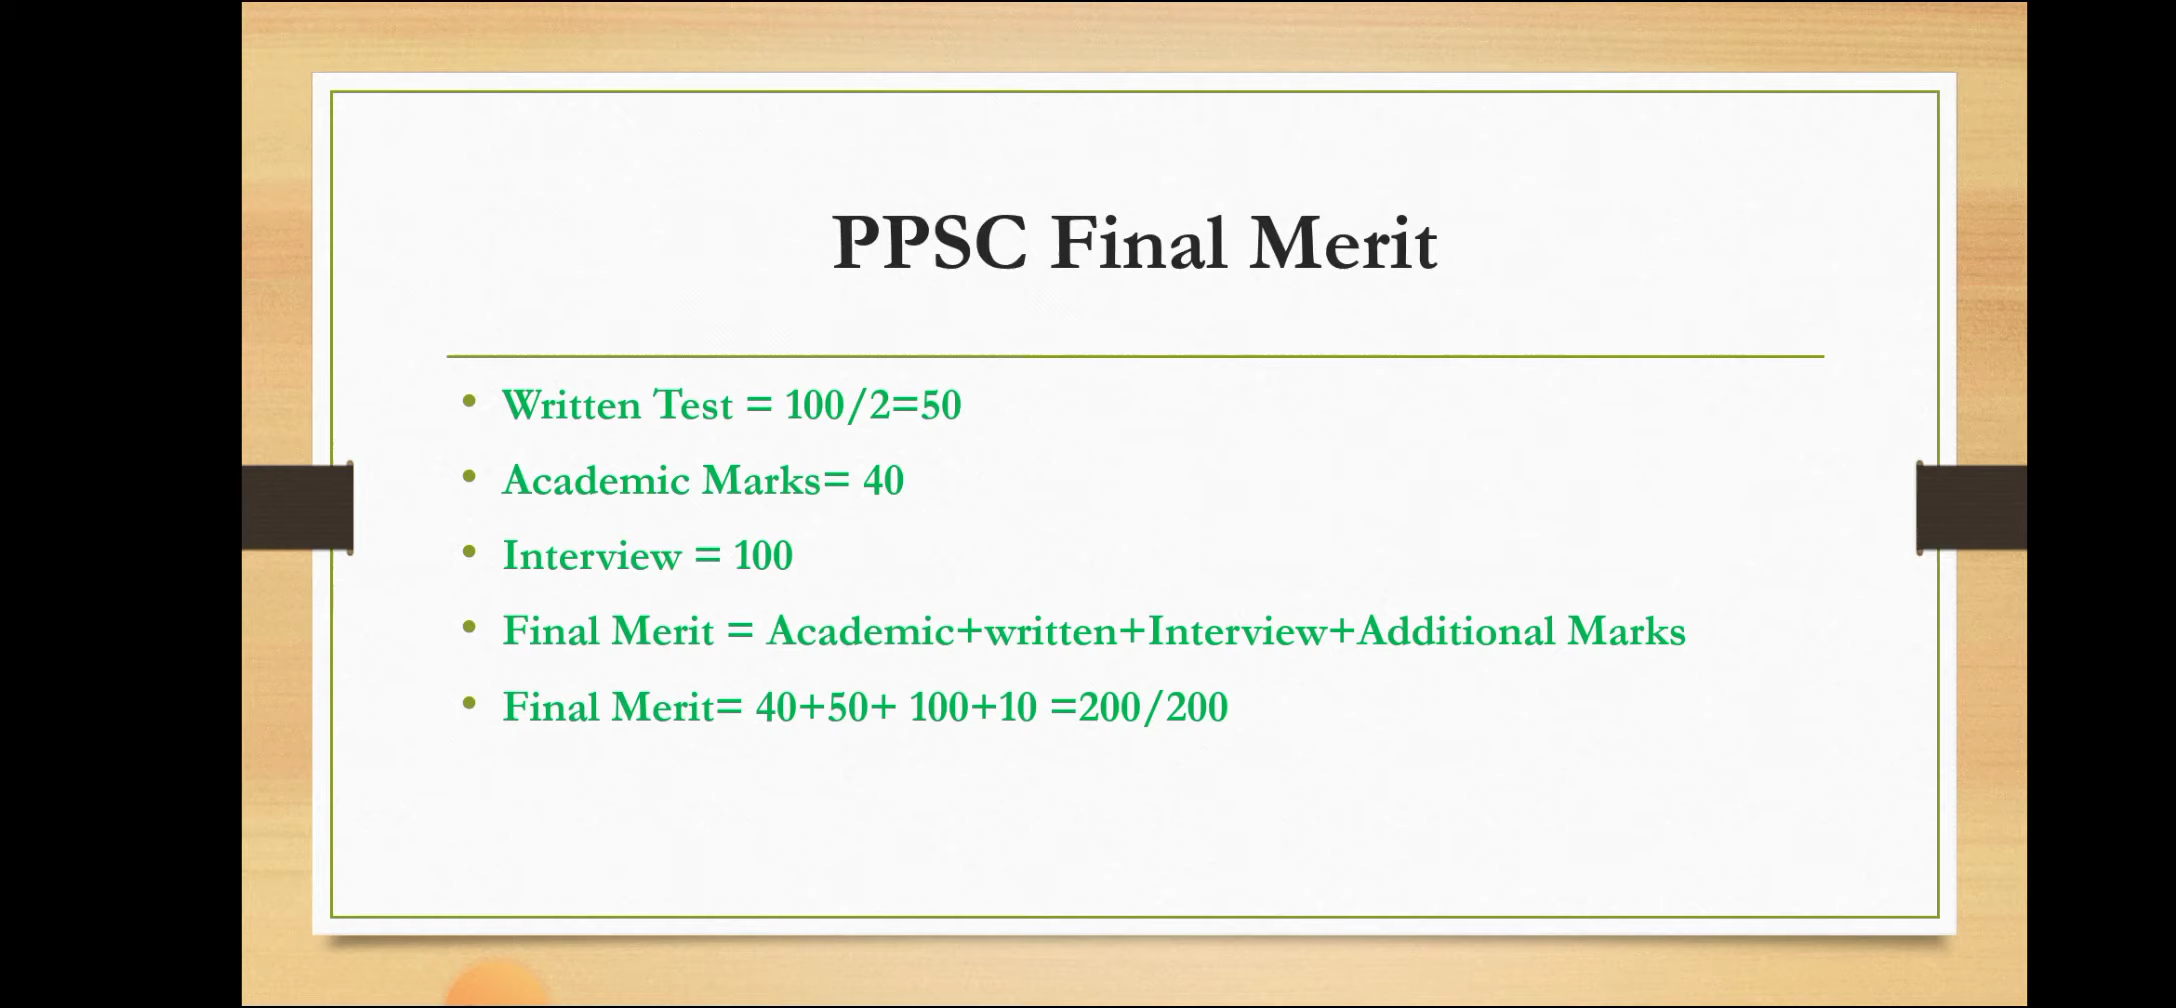 PPSC Final Merit
• Written Test = 100/2=50
• Academic Marks= 40
• Interview = 100
• Final Merit = Academic+written+Interview+Additional Marks
• Final Merit= 40+50+ 100+10 =200/200